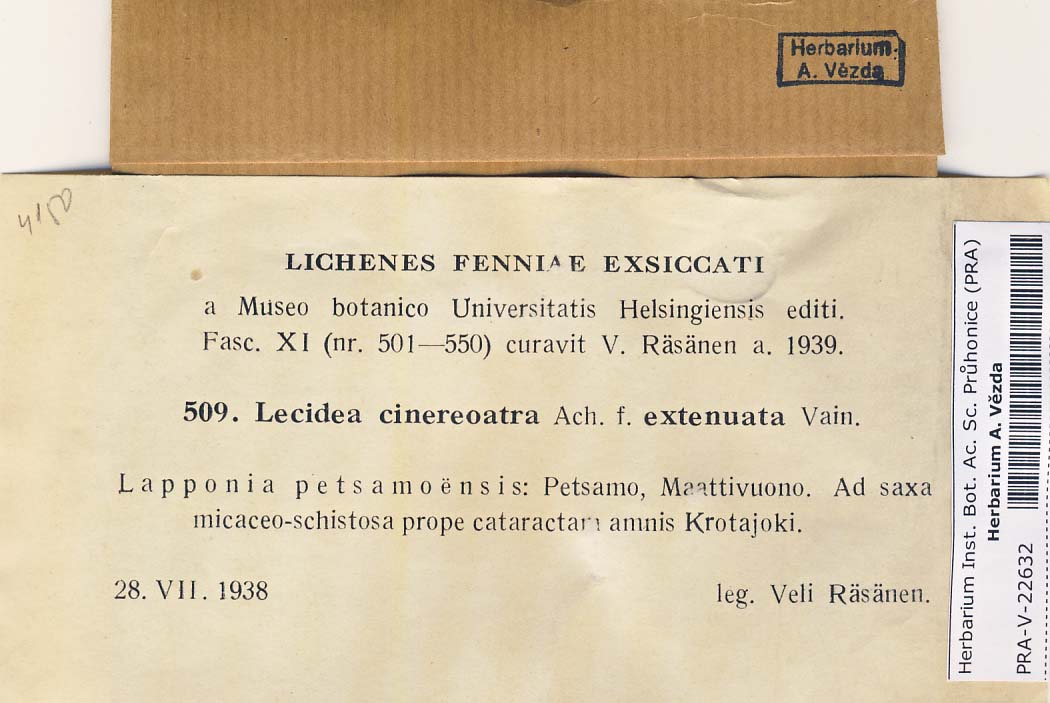 Herbarium
A. Vězda
4150
LICHENES FENNIAE EXSICCATI
a Museo botanico Universitatis Helsingiensis editi.
Fasc. XI (nr. 501—550) curavit V. Räsänen a. 1939.
509. Lecidea cinereoatra Ach. f. extenuata Vain.
Lapponia petsamoënsis: Petsamo, Maattivuono. Ad saxa
micaceo-schistosa prope cataractam amnis Krotajoki.
28. VII. 1938 leg. Veli Räsänen.
Herbarium Inst. Bot. Ac. Sc. Průhonice (PRA)
Herbarium A. Vězda
PRA-V-22632